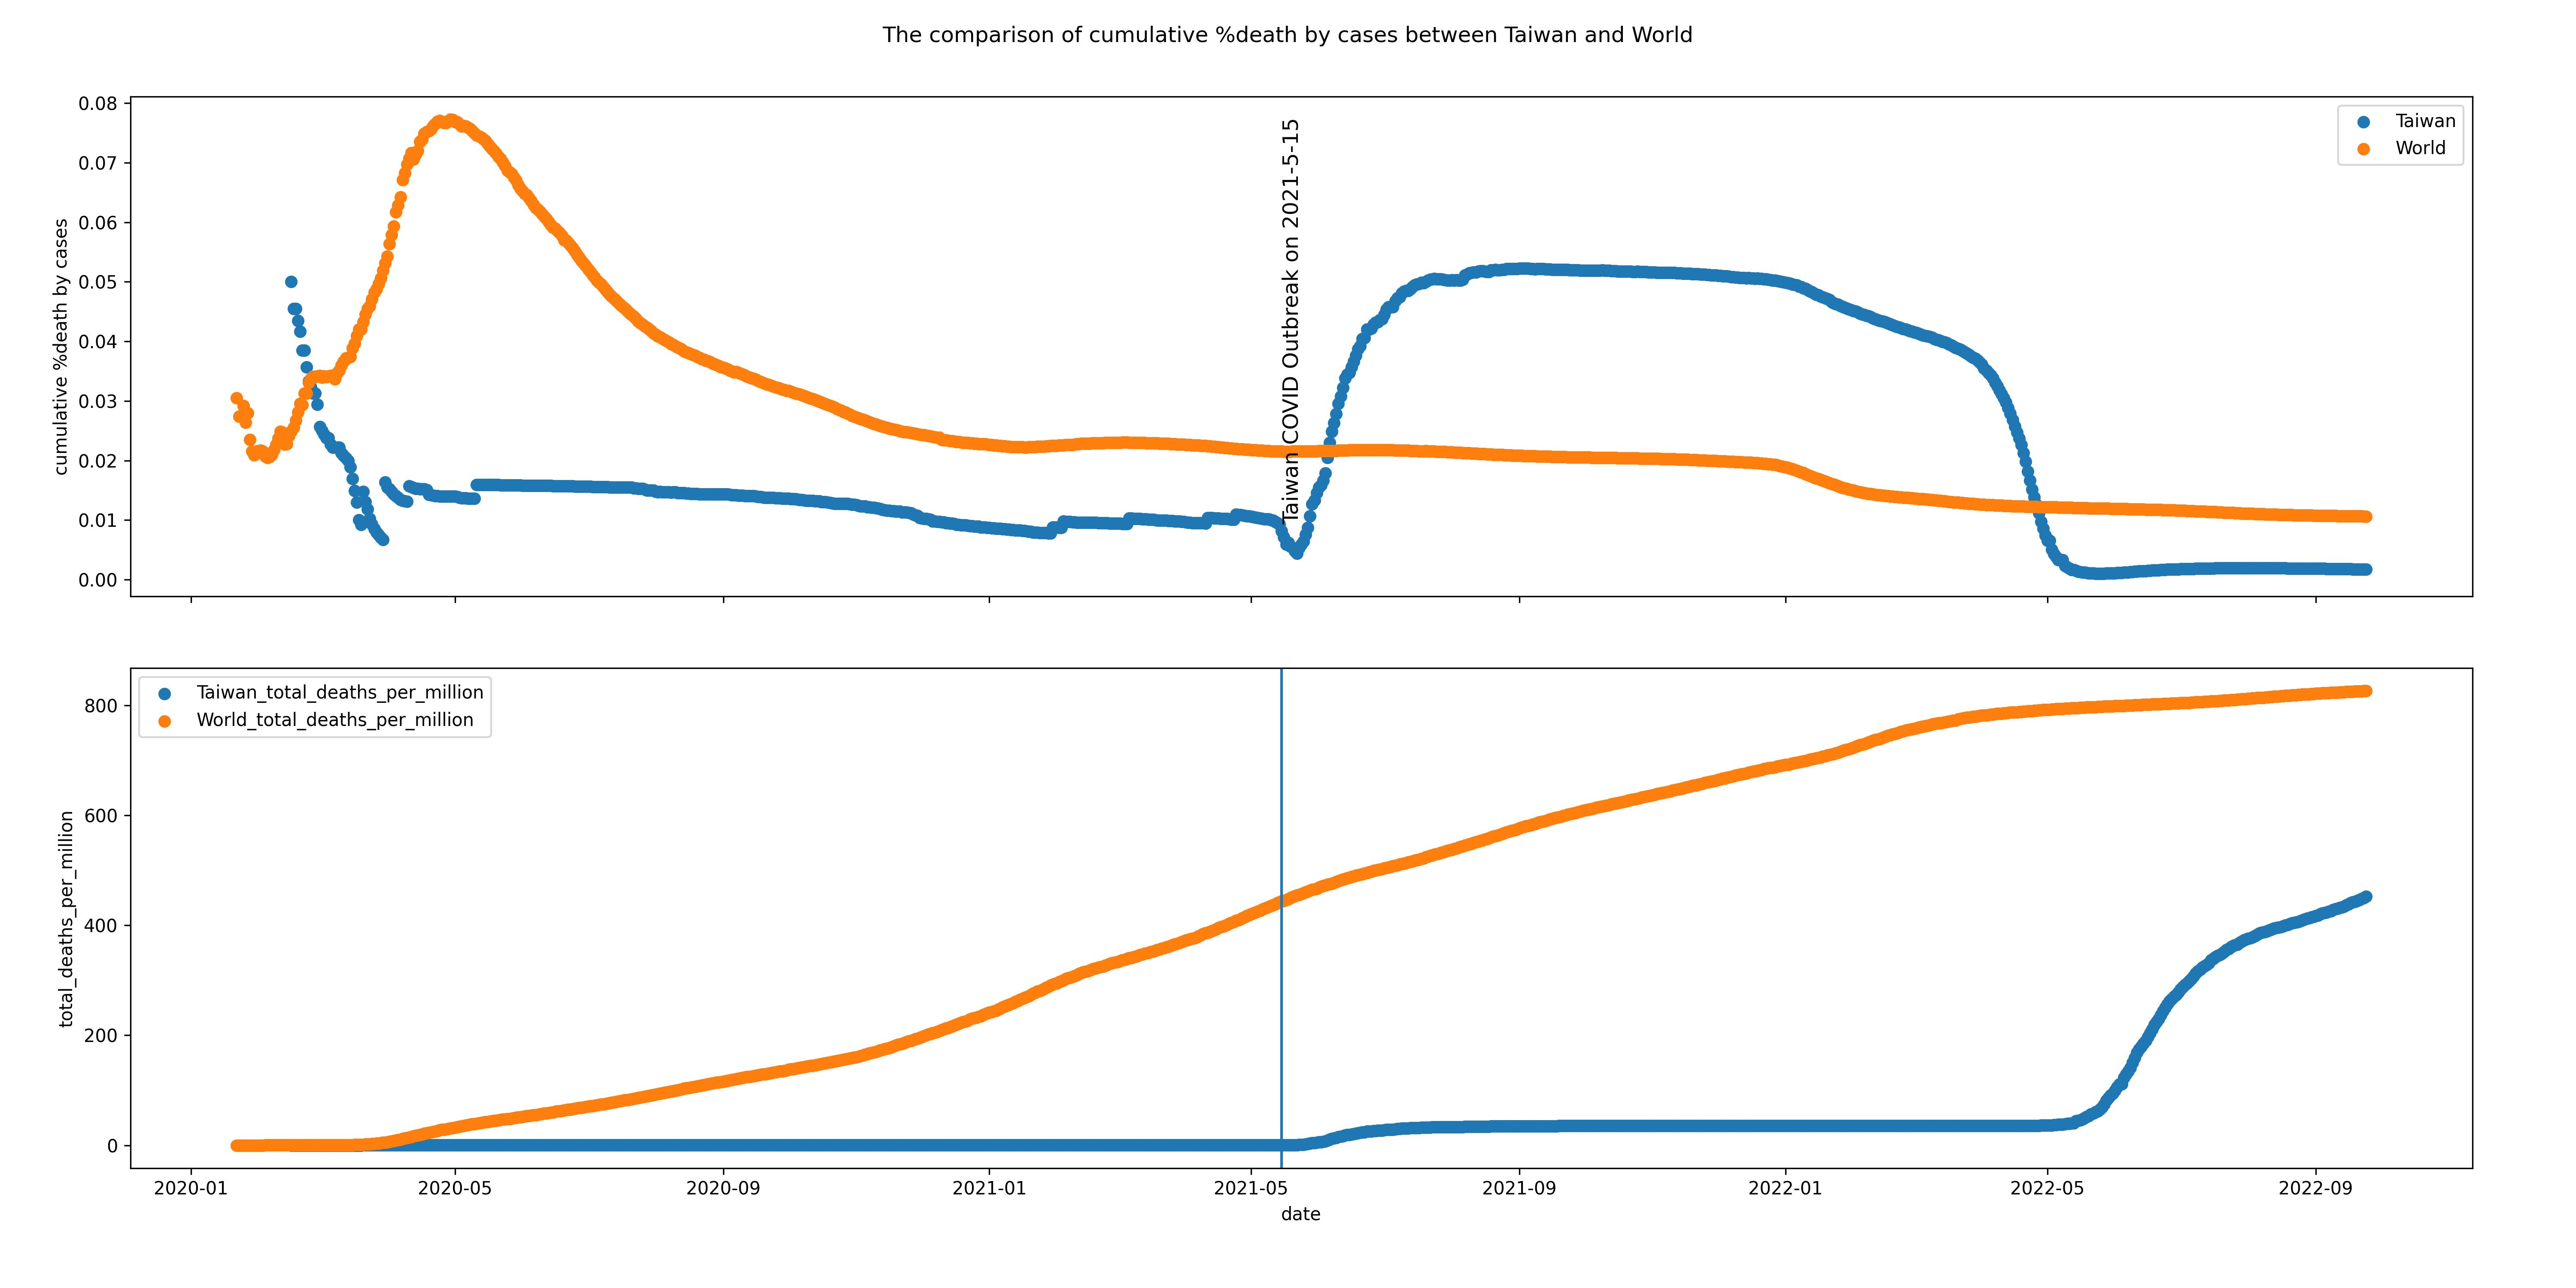 The comparison of cumulative %death by cases between Taiwan and World
0.08
0.07
0.06
0.05
0.04
0.03
0.02
0.01
0.00
cumulative %death by cases
Taiwan COVID Outbreak on 2021-5-15
Taiwan
World
800
600
400
200
0
total_deaths_per_million
Taiwan_total_deaths_per_million
World_total_deaths_per_million
2020-01 2020-05 2020-09 2021-01 2021-05 2021-09 2022-01 2022-05 2022-09
date